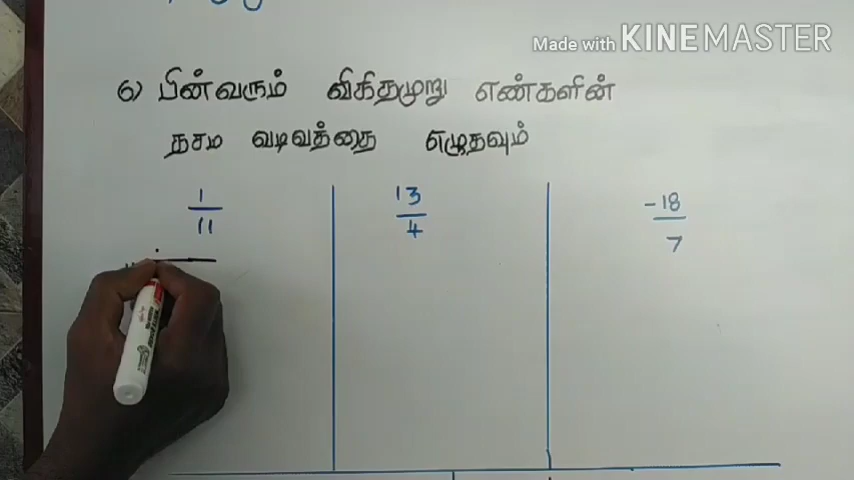 Made with KINEMASTER
6) பின்வரும் விகிதமுறு எண்களின்
தசம வடிவத்தை எழுதவும்
1/11
13/4
-18/7